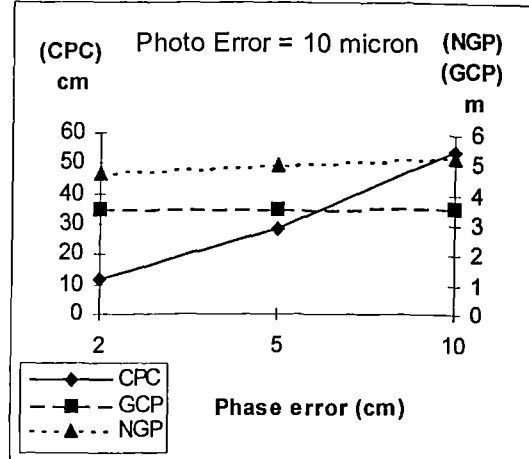 (CPC)
cm
Photo Error = 10 micron
(NGP)
(GCP)
m
60
50
40
30
20
10
0
6
5
4
3
2
1
0
2 5 10
Phase error (cm)
CPC
GCP
NGP